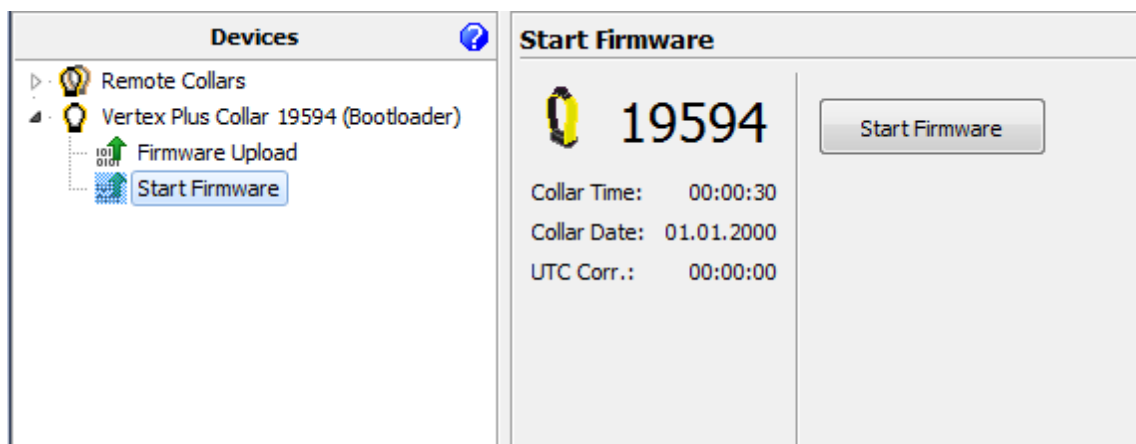 Devices
Remote Collars
Vertex Plus Collar 19594 (Bootloader)
Firmware Upload
Start Firmware
Start Firmware
19594
Start Firmware
Collar Time: 00:00:30
Collar Date: 01.01.2000
UTC Corr.: 00:00:00